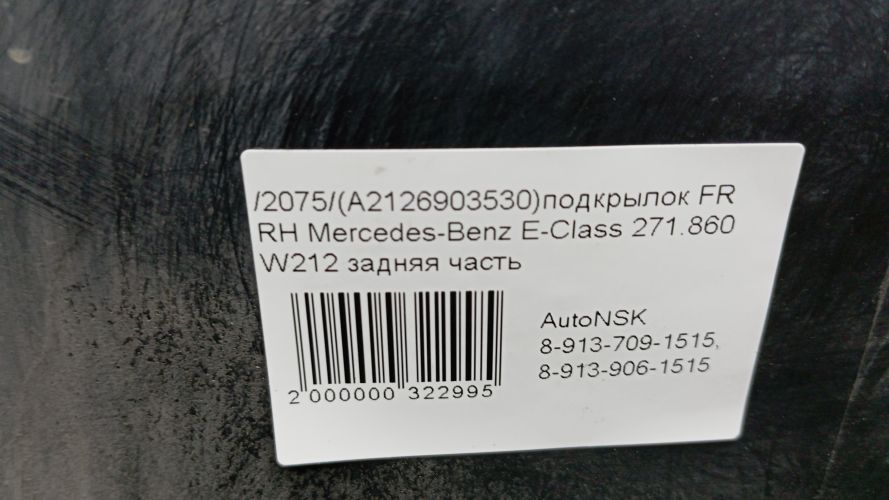 /2075/(A2126903530)подкрылок FR
RH Mercedes-Benz E-Class 271.860
W212 задняя часть
AutoNSK
8-913-709-1515,
8-913-906-1515
2 000000 322995